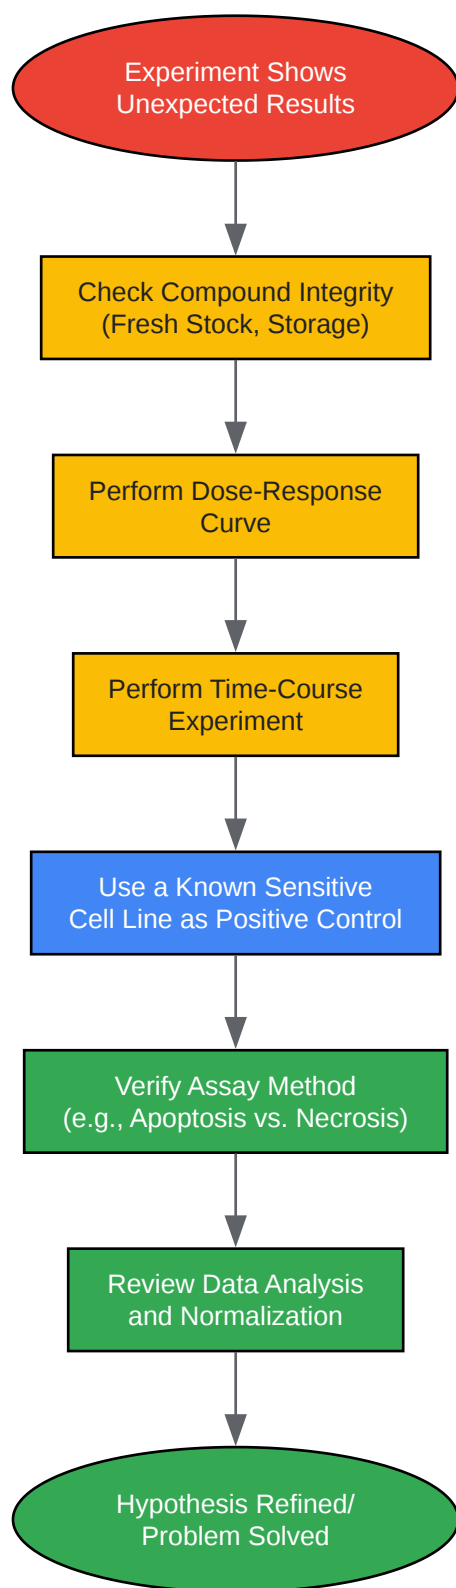 Experiment Shows
Unexpected Results
Check Compound Integrity
(Fresh Stock, Storage)
Perform Dose-Response
Curve
Perform Time-Course
Experiment
Use a Known Sensitive
Cell Line as Positive Control
Verify Assay Method
(e.g., Apoptosis vs. Necrosis)
Review Data Analysis
and Normalization
Hypothesis Refined/
Problem Solved